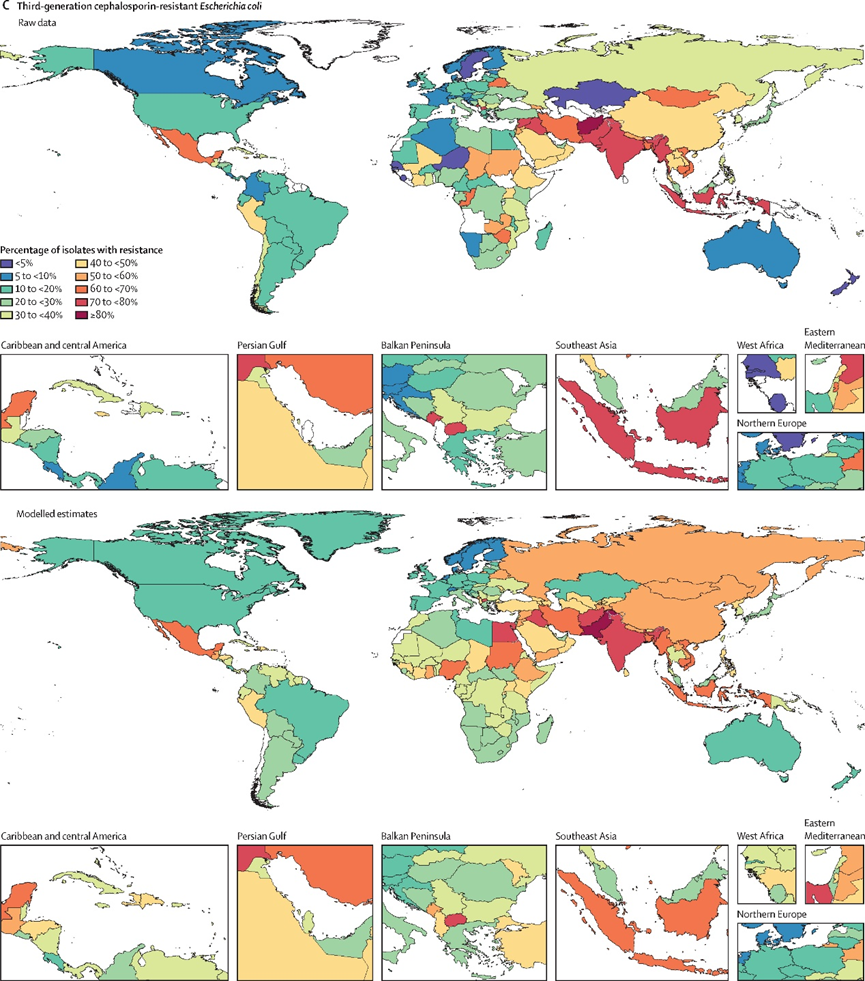 C Third-generation cephalosporin-resistant Escherichia coli
Raw data
Percentage of isolates with resistance
<5%
5 to <10%
10 to <20%
20 to <30%
30 to <40%
40 to <50%
50 to <60%
60 to <70%
70 to <80%
≥80%
Caribbean and central America
Persian Gulf
Balkan Peninsula
Southeast Asia
West Africa
Eastern
Mediterranean
Northern Europe
Modelled estimates
Caribbean and central America
Persian Gulf
Balkan Peninsula
Southeast Asia
West Africa
Eastern
Mediterranean
Northern Europe